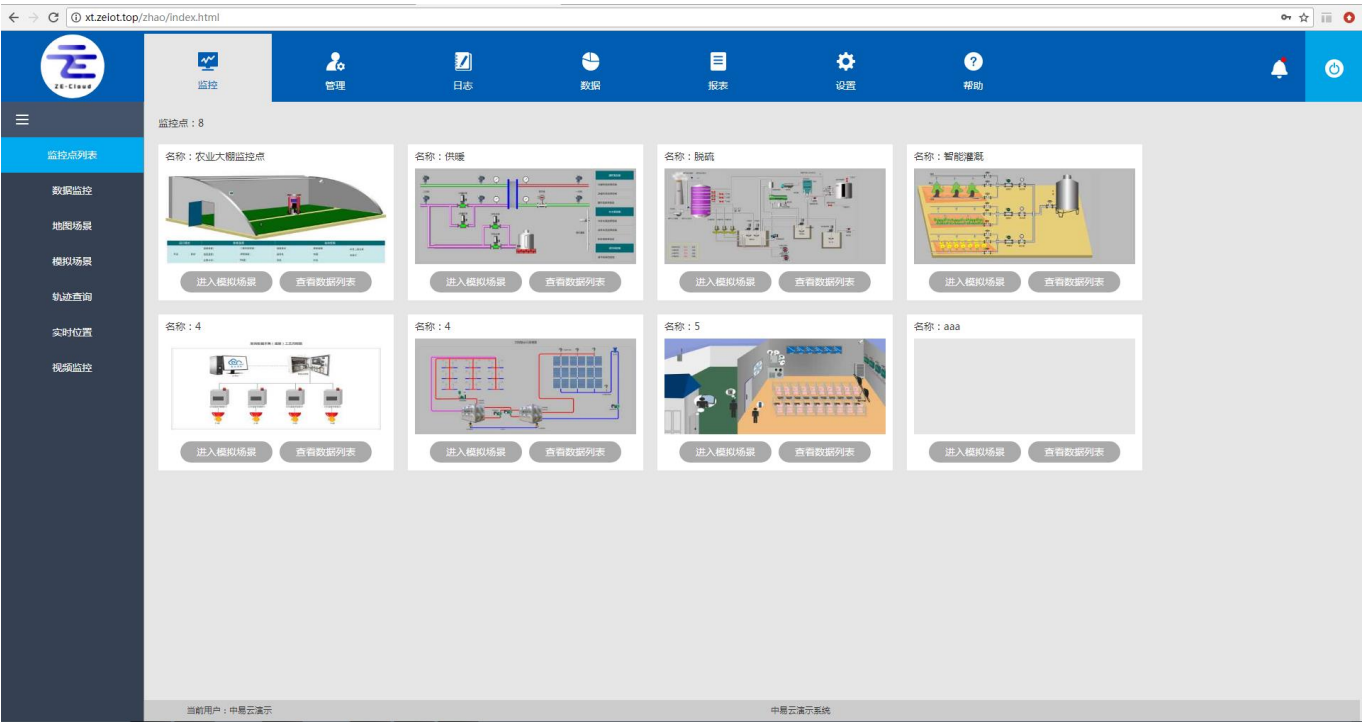 xt.zeiot.top/zhao/index.html
ZE-Cloud
监控
管理
日志
数据
报表
设置
帮助
监控点列表
数据监控
地图场景
模拟场景
轨迹查询
实时位置
视频监控
监控点：8
名称：农业大棚监控点
进入模拟场景 查看数据列表
名称：供暖
进入模拟场景 查看数据列表
名称：脱硫
进入模拟场景 查看数据列表
名称：智能灌溉
进入模拟场景 查看数据列表
名称：4
进入模拟场景 查看数据列表
名称：4
进入模拟场景 查看数据列表
名称：5
进入模拟场景 查看数据列表
名称：aaa
进入模拟场景 查看数据列表
当前用户：中易云演示
中易云演示系统